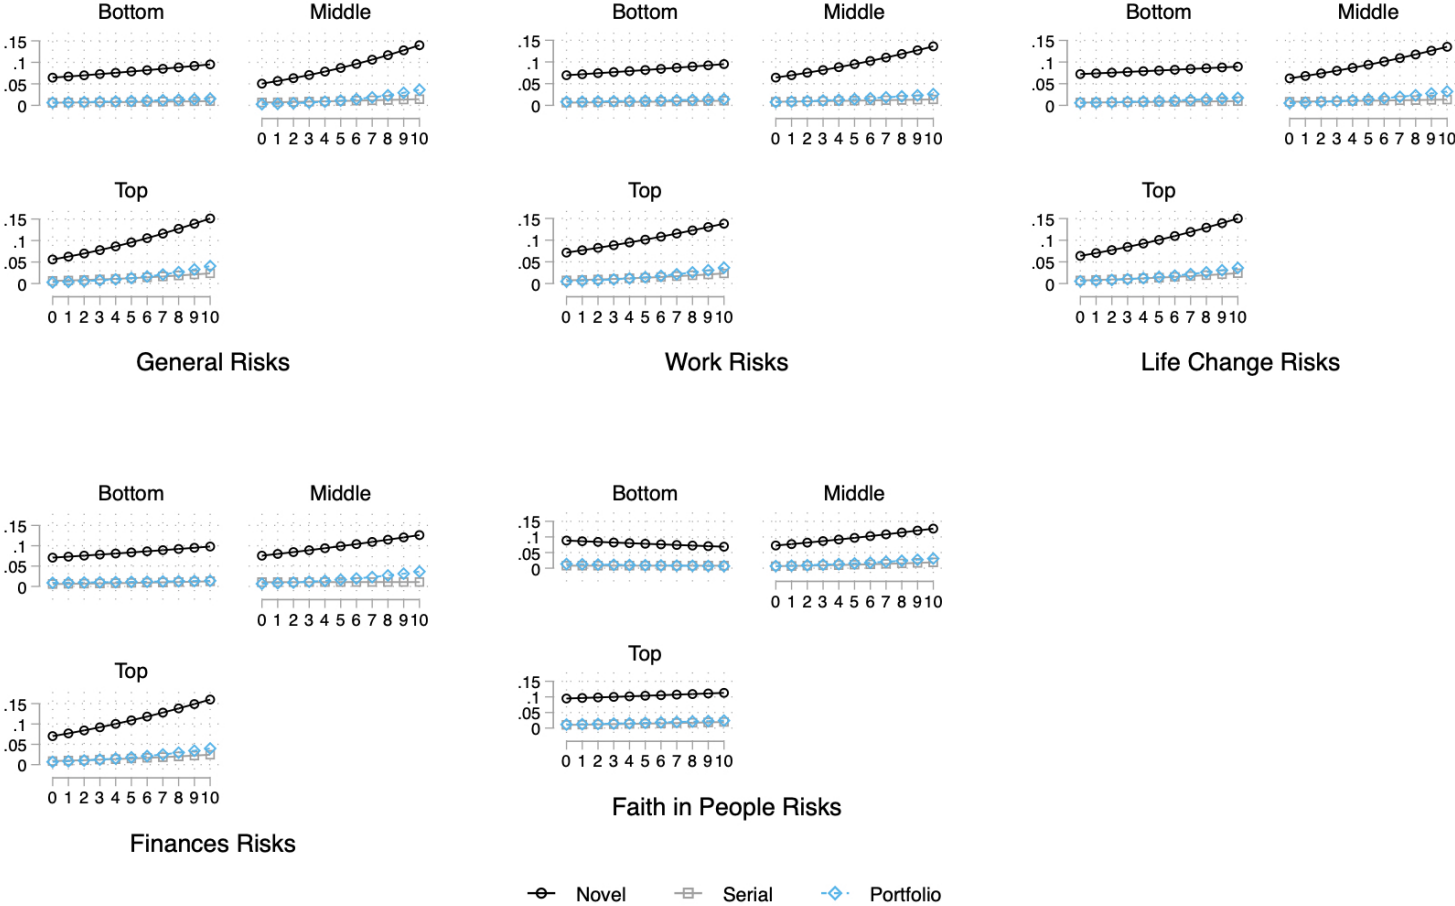 Bottom Middle Bottom Middle Bottom Middle
.15 .15 .15
.1 .1 .1
.05 .05 .05
0 0 0
0 1 2 3 4 5 6 7 8 9 10 0 1 2 3 4 5 6 7 8 9 10 0 1 2 3 4 5 6 7 8 9 10
Top Top Top
.15 .15 .15
.1 .1 .1
.05 .05 .05
0 0 0
0 1 2 3 4 5 6 7 8 9 10 0 1 2 3 4 5 6 7 8 9 10 0 1 2 3 4 5 6 7 8 9 10
General Risks Work Risks Life Change Risks
Bottom Middle Bottom Middle
.15 .15
.1 .1
.05 .05
0 0
0 1 2 3 4 5 6 7 8 9 10 0 1 2 3 4 5 6 7 8 9 10
Top Top
.15 .15
.1 .1
.05 .05
0 0
0 1 2 3 4 5 6 7 8 9 10 0 1 2 3 4 5 6 7 8 9 10
Finances Risks Faith in People Risks
Novel Serial Portfolio